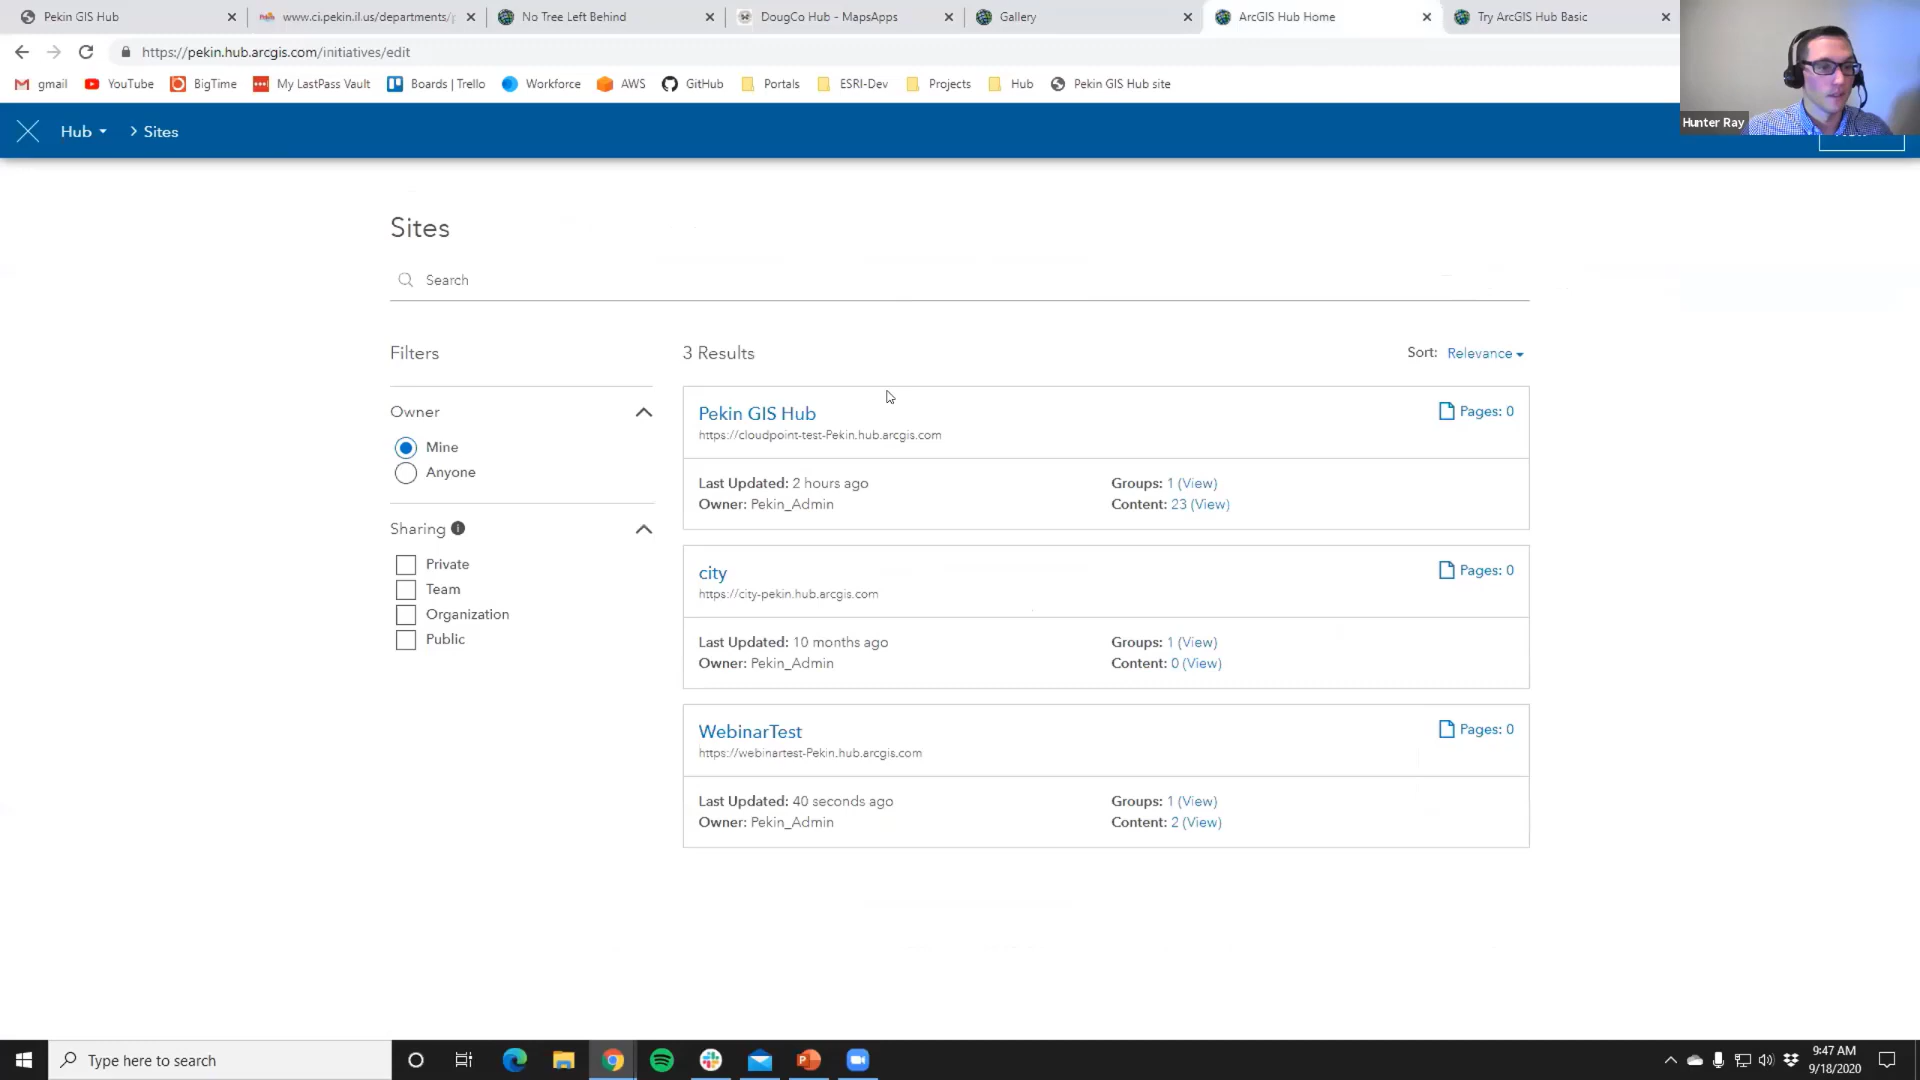 Pekin GIS Hub
www.ci.pekin.il.us/departments/
No Tree Left Behind
DougCo Hub - MapsApps
Gallery
ArcGIS Hub Home
Try ArcGIS Hub Basic
https://pekin.hub.arcgis.com/initiatives/edit
gmail
YouTube
BigTime
My LastPass Vault
Boards | Trello
Workforce
AWS
GitHub
Portals
ESRI-Dev
Projects
Hub
Pekin GIS Hub site
Hunter Ray
Hub > Sites
Sites
Search
Filters
3 Results
Sort: Relevance
Owner
Mine
Anyone
Sharing
Private
Team
Organization
Public
Pekin GIS Hub
Pages: 0
https://cloudpoint-test-Pekin.hub.arcgis.com
Last Updated: 2 hours ago
Groups: 1 (View)
Owner: Pekin_Admin
Content: 23 (View)
city
Pages: 0
https://city-pekin.hub.arcgis.com
Last Updated: 10 months ago
Groups: 1 (View)
Owner: Pekin_Admin
Content: 0 (View)
WebinarTest
Pages: 0
https://webinartest-Pekin.hub.arcgis.com
Last Updated: 40 seconds ago
Groups: 1 (View)
Owner: Pekin_Admin
Content: 2 (View)
Type here to search
9:47 AM
9/18/2020